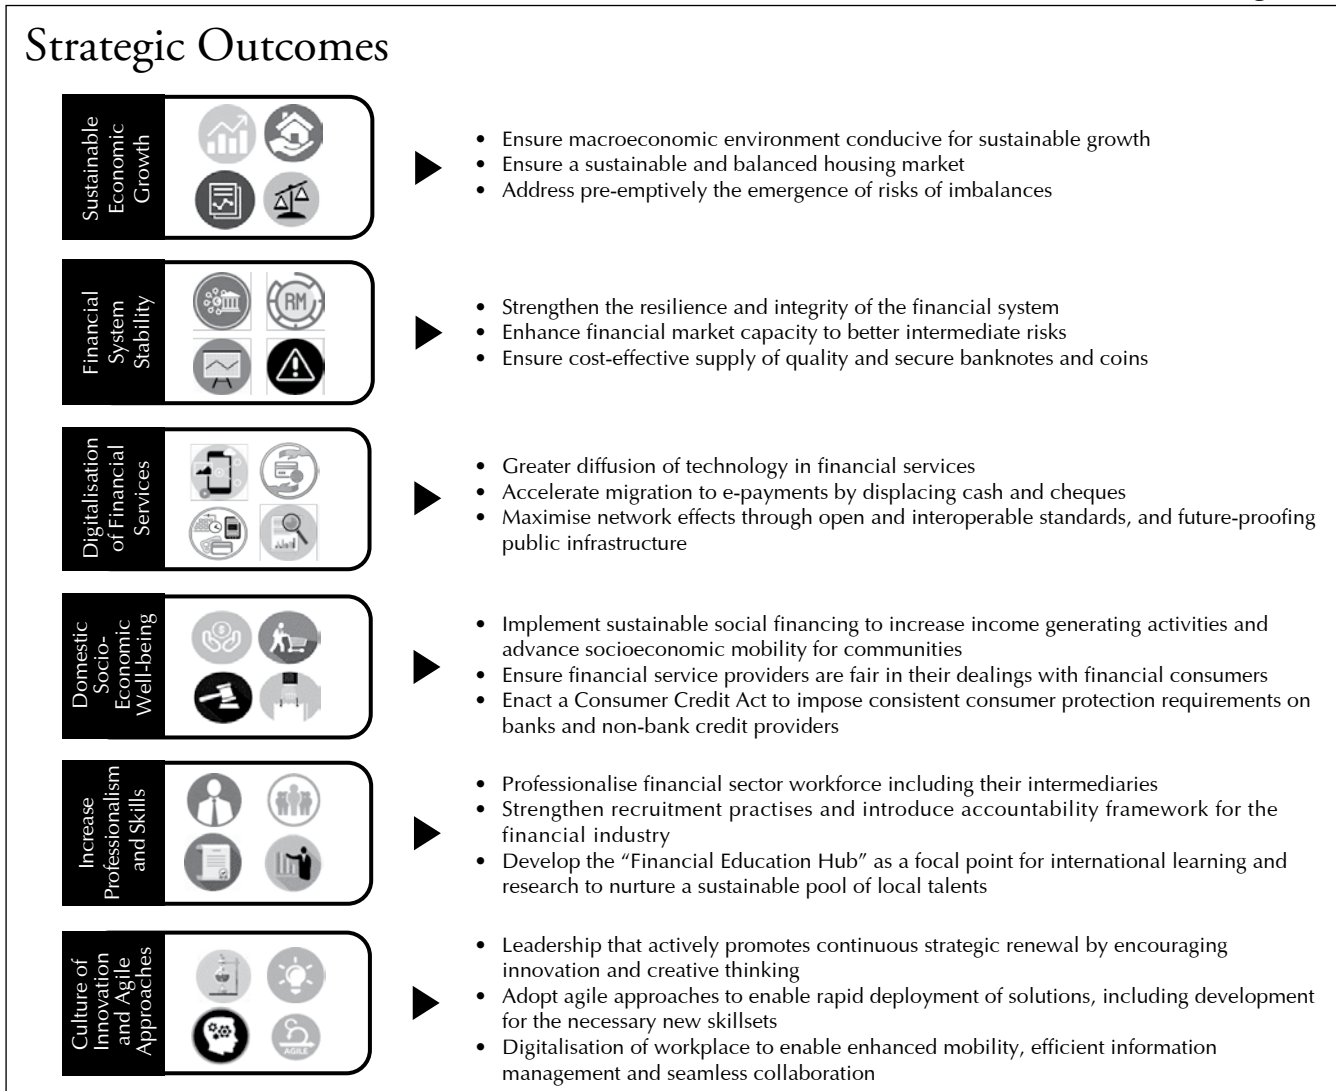 Strategic Outcomes
Sustainable
Economic
Growth
• Ensure macroeconomic environment conducive for sustainable growth
• Ensure a sustainable and balanced housing market
• Address pre-emptively the emergence of risks of imbalances
Financial
System
Stability
RM
• Strengthen the resilience and integrity of the financial system
• Enhance financial market capacity to better intermediate risks
• Ensure cost-effective supply of quality and secure banknotes and coins
Digitalisation
of Financial
Services
• Greater diffusion of technology in financial services
• Accelerate migration to e-payments by displacing cash and cheques
• Maximise network effects through open and interoperable standards, and future-proofing
public infrastructure
Domestic
Socio-
Economic
Well-being
• Implement sustainable social financing to increase income generating activities and
advance socioeconomic mobility for communities
• Ensure financial service providers are fair in their dealings with financial consumers
• Enact a Consumer Credit Act to impose consistent consumer protection requirements on
banks and non-bank credit providers
Increase
Professionalism
and Skills
• Professionalise financial sector workforce including their intermediaries
• Strengthen recruitment practises and introduce accountability framework for the
financial industry
• Develop the “Financial Education Hub” as a focal point for international learning and
research to nurture a sustainable pool of local talents
Culture of
Innovation
and Agile
Approaches
AGILE
• Leadership that actively promotes continuous strategic renewal by encouraging
innovation and creative thinking
• Adopt agile approaches to enable rapid deployment of solutions, including development
for the necessary new skillsets
• Digitalisation of workplace to enable enhanced mobility, efficient information
management and seamless collaboration